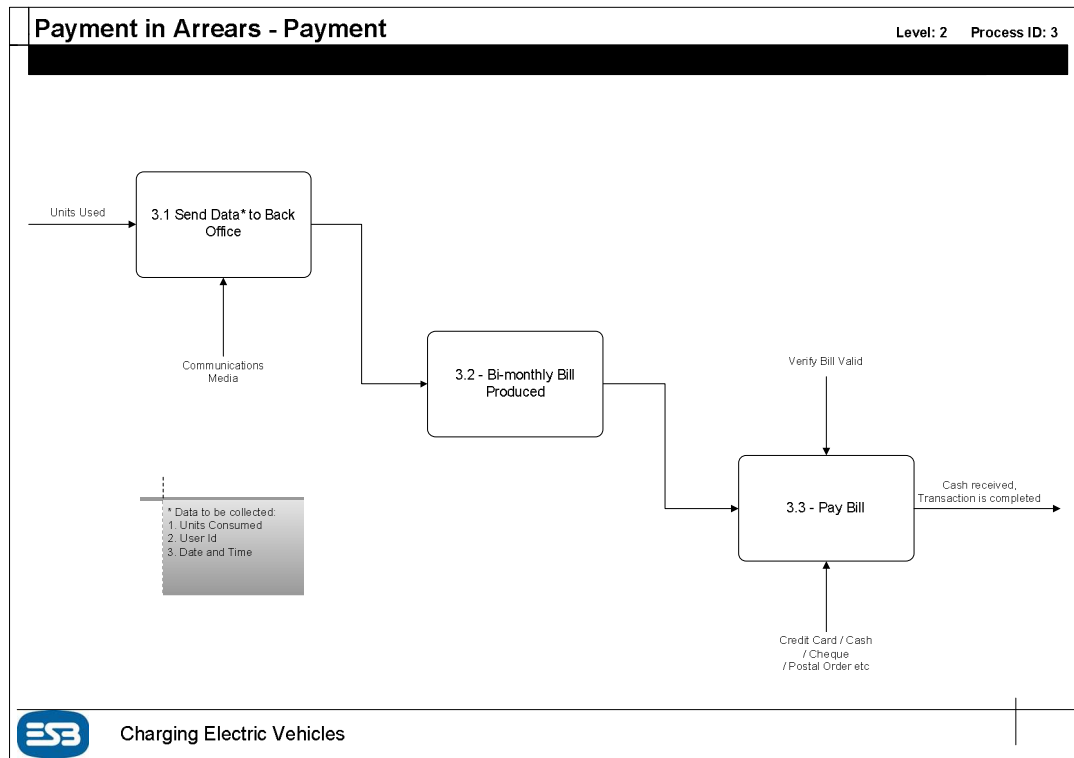 Payment in Arrears - Payment
Level: 2 Process ID: 3
Units Used
3.1 Send Data* to Back
Office
Communications
Media
3.2 - Bi-monthly Bill
Produced
Verify Bill Valid
3.3 - Pay Bill
Cash received,
Transaction is completed
Credit Card / Cash
/ Cheque
/ Postal Order etc
* Data to be collected:
1. Units Consumed
2. User Id
3. Date and Time
ESB
Charging Electric Vehicles